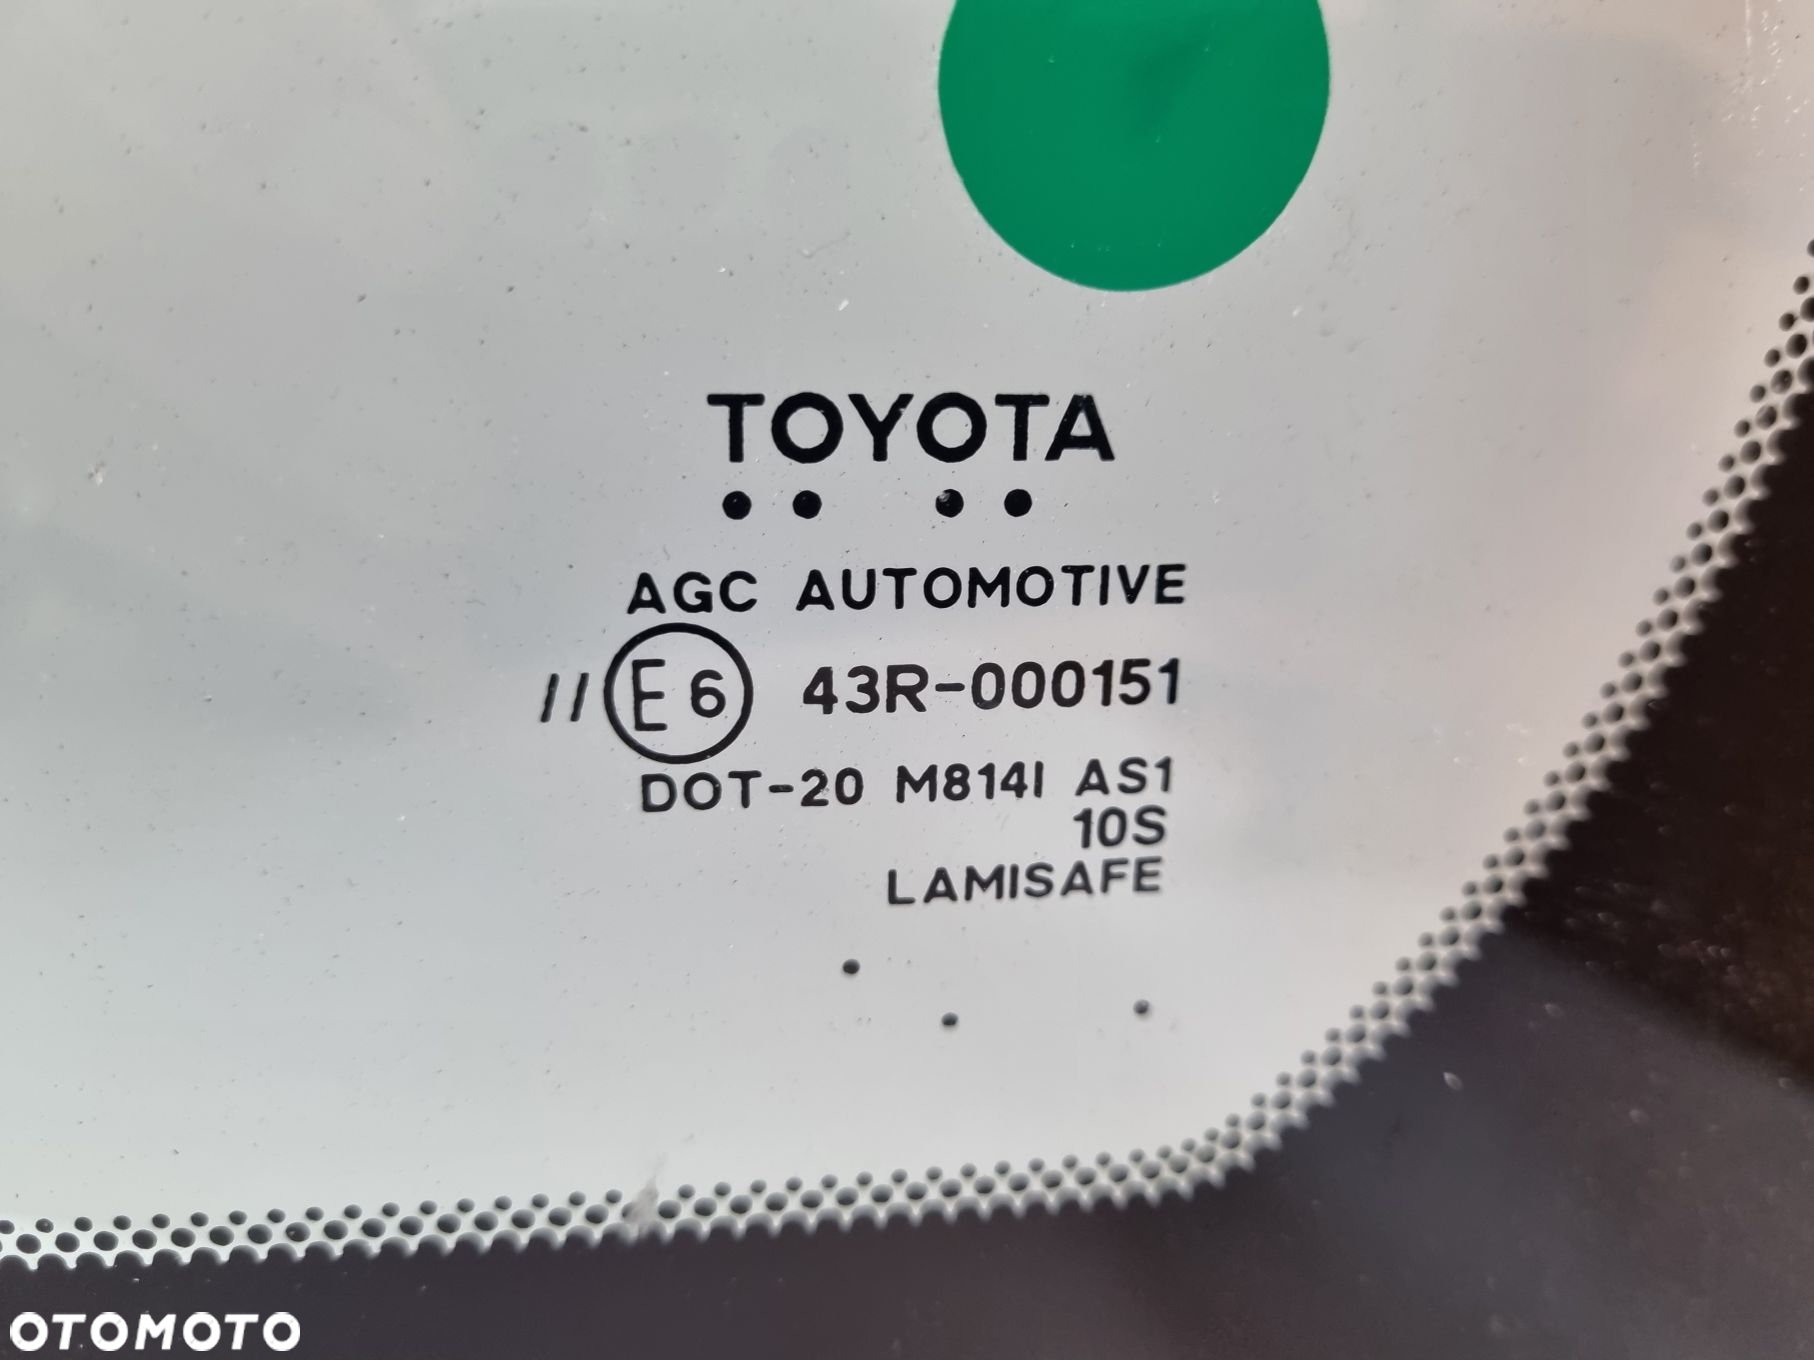 TOYOTA
AGC AUTOMOTIVE
II E6 43R-000151
DOT-20 M814I AS1
10S
LAMISAFE
OTOMOTO